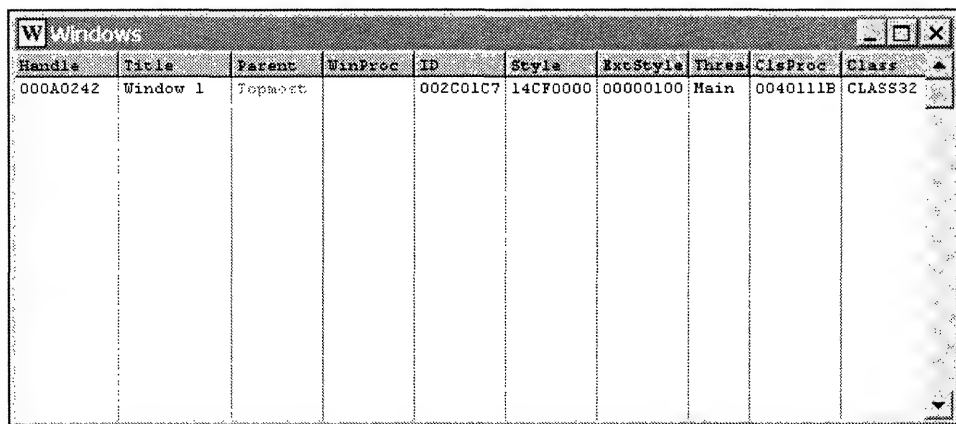 W Windows
Handle Title Parent WinProc ID Style ExtStyle Threa ClsProc Class
000A0242 Window 1 Topmost 002C01C7 14CF0000 00000100 Main 0040111B CLASS32